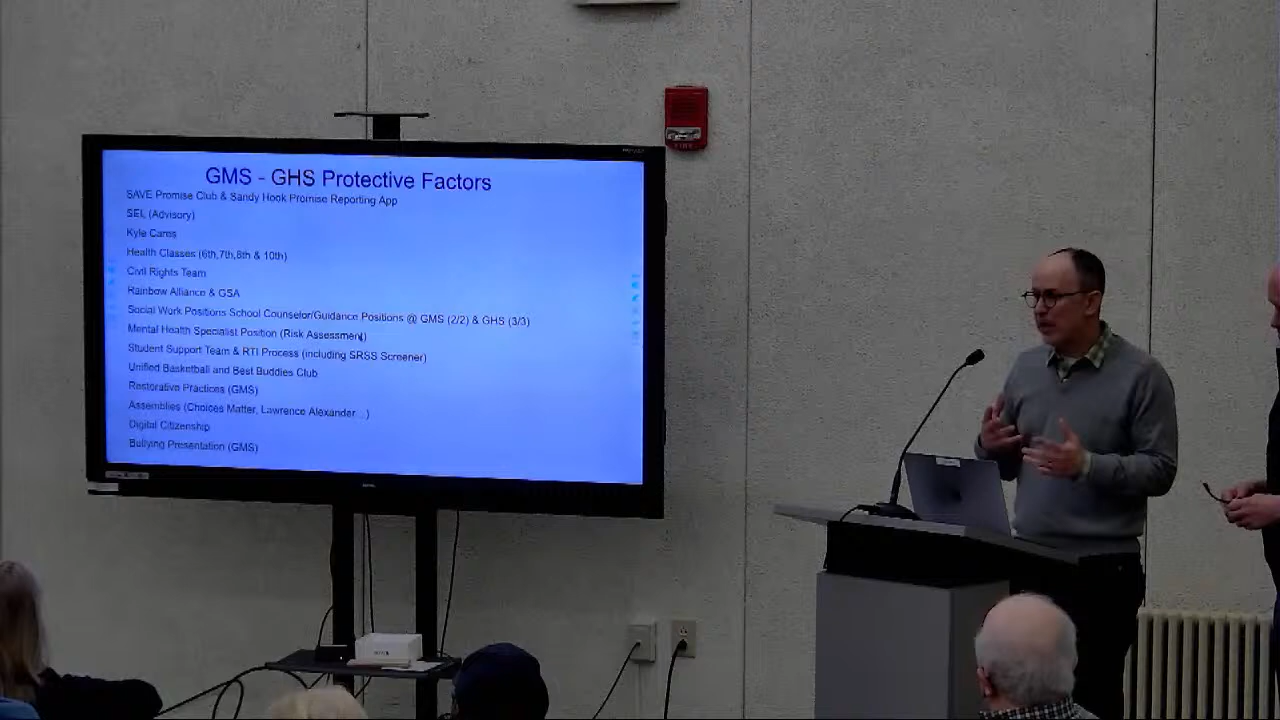 GMS - GHS Protective Factors
SAVE Promise Club & Sandy Hook Promise Reporting App
SEL (Advisory)
Kyle Cares
Health Classes (6th,7th,8th & 10th)
Civil Rights Team
Rainbow Alliance & GSA
Social Work Positions School Counselor/Guidance Positions @ GMS (2/2) & GHS (3/3)
Mental Health Specialist Position (Risk Assessment)
Student Support Team & RTI Process (including SRSS Screener)
Unified Basketball and Best Buddies Club
Restorative Practices (GMS)
Assemblies (Choices Matter, Lawrence Alexander...)
Digital Citizenship
Bullying Presentation (GMS)
FIRE